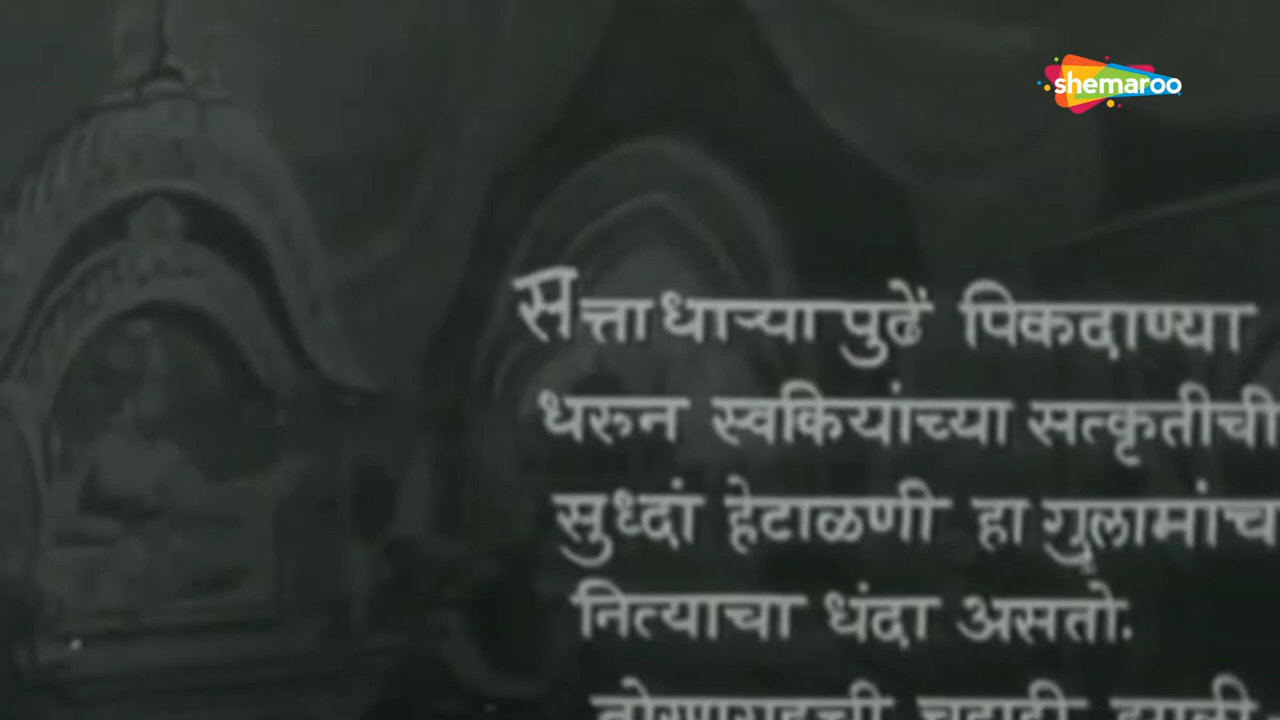 shemaroo
सत्ताधाऱ्या पुढें पिकदाण्या
धरुन स्वकियांच्या सत्कृतीची
सुध्दां हेटाळणी हा गुलामांच
नित्याचा धंदा असतो.